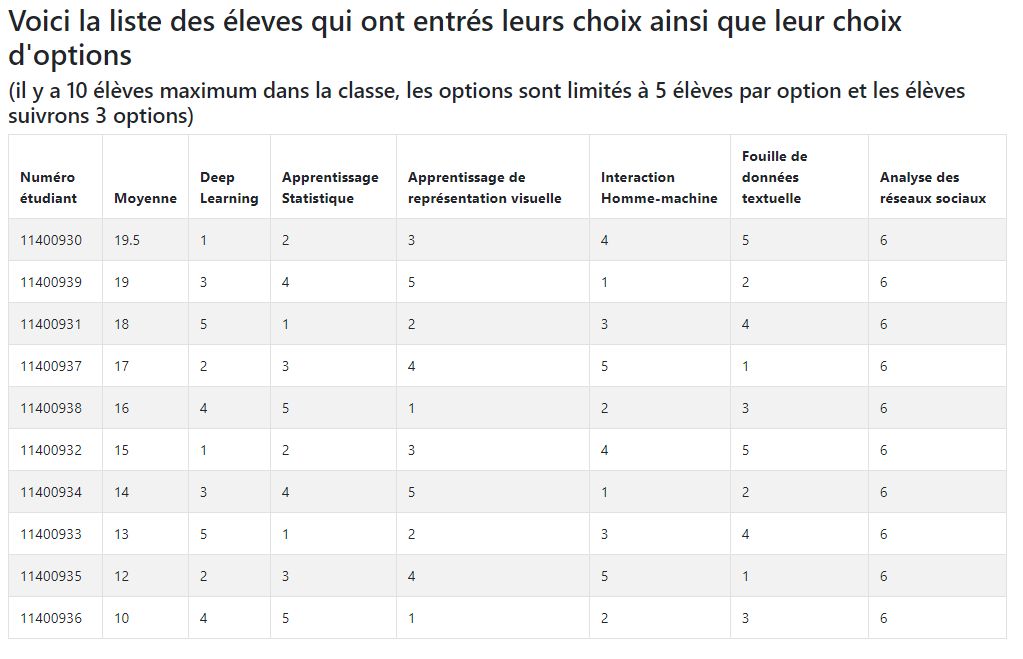 Voici la liste des éleves qui ont entrés leurs choix ainsi que leur choix
d'options
(il y a 10 élèves maximum dans la classe, les options sont limités à 5 élèves par option et les élèves
suivrons 3 options)
Numéro étudiant Moyenne Deep Learning Apprentissage Statistique Apprentissage de représentation visuelle Interaction Homme-machine Fouille de données textuelle Analyse des réseaux sociaux
11400930 19.5 1 2 3 4 5 6
11400939 19 3 4 5 1 2 6
11400931 18 5 1 2 3 4 6
11400937 17 2 3 4 5 1 6
11400938 16 4 5 1 2 3 6
11400932 15 1 2 3 4 5 6
11400934 14 3 4 5 1 2 6
11400933 13 5 1 2 3 4 6
11400935 12 2 3 4 5 1 6
11400936 10 4 5 1 2 3 6